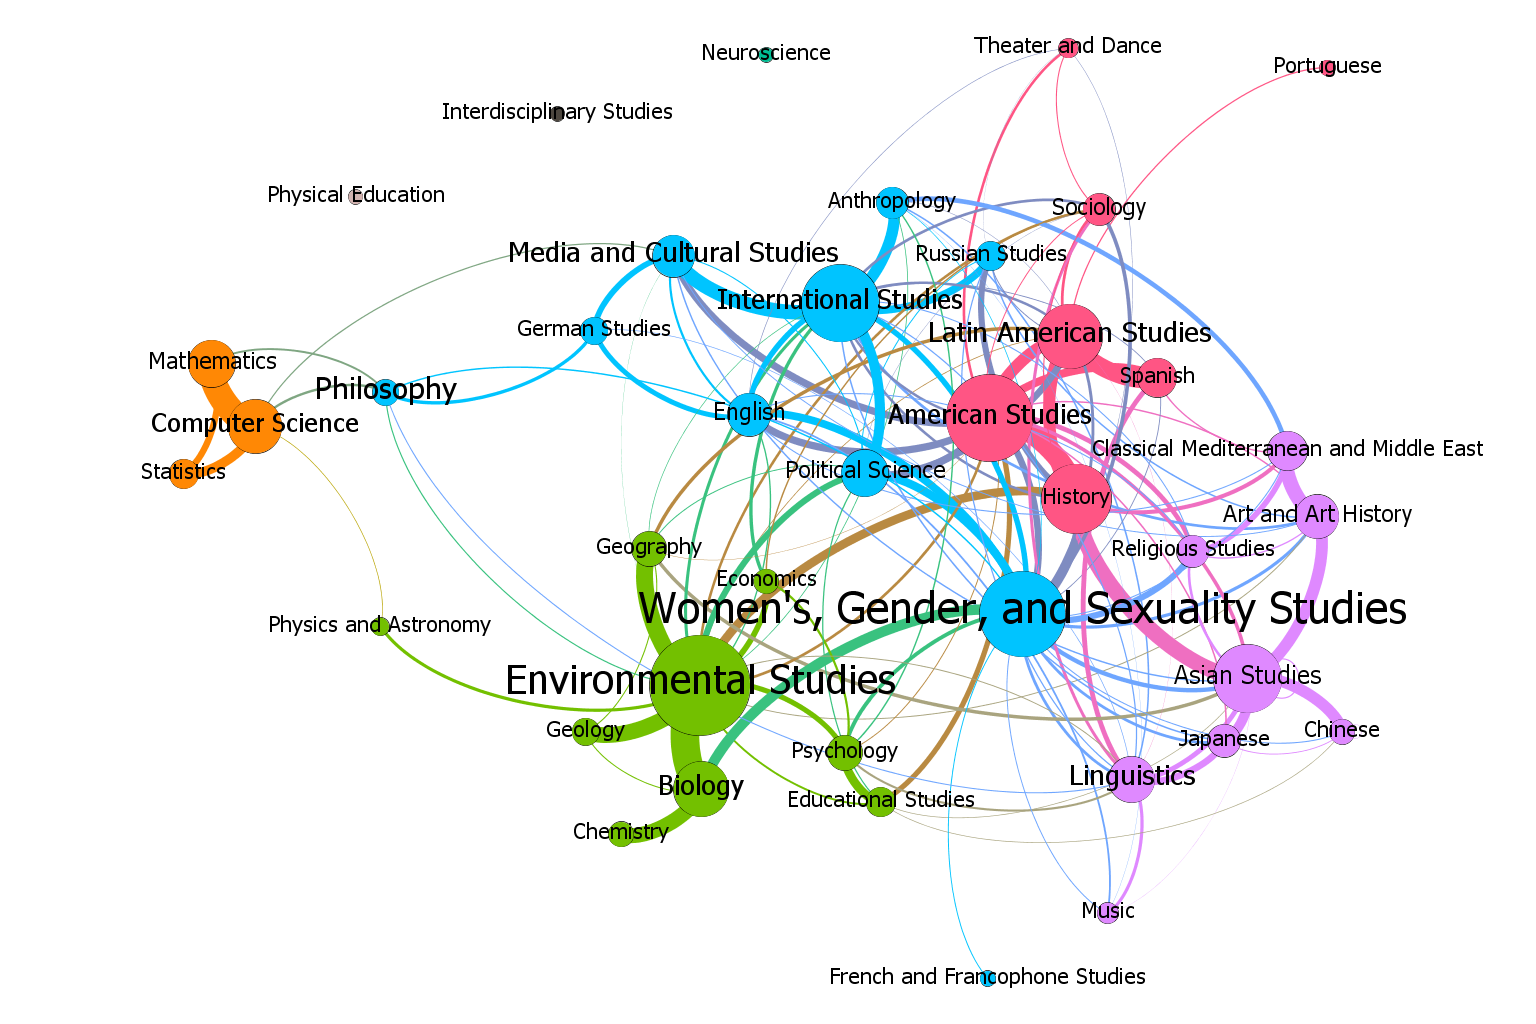 Theater and Dance
Neuroscience
Portuguese
Interdisciplinary Studies
Physical Education
Anthropology
Sociology
Media and Cultural Studies
Russian Studies
International Studies
German Studies
Latin American Studies
Mathematics
Spanish
Philosophy
English
American Studies
Computer Science
Classical Mediterranean and Middle East
Statistics
Political Science
History
Art and Art History
Geography
Religious Studies
Economics
Women's, Gender, and Sexuality Studies
Physics and Astronomy
Environmental Studies
Asian Studies
Geology
Chinese
Japanese
Psychology
Linguistics
Biology
Educational Studies
Chemistry
Music
French and Francophone Studies